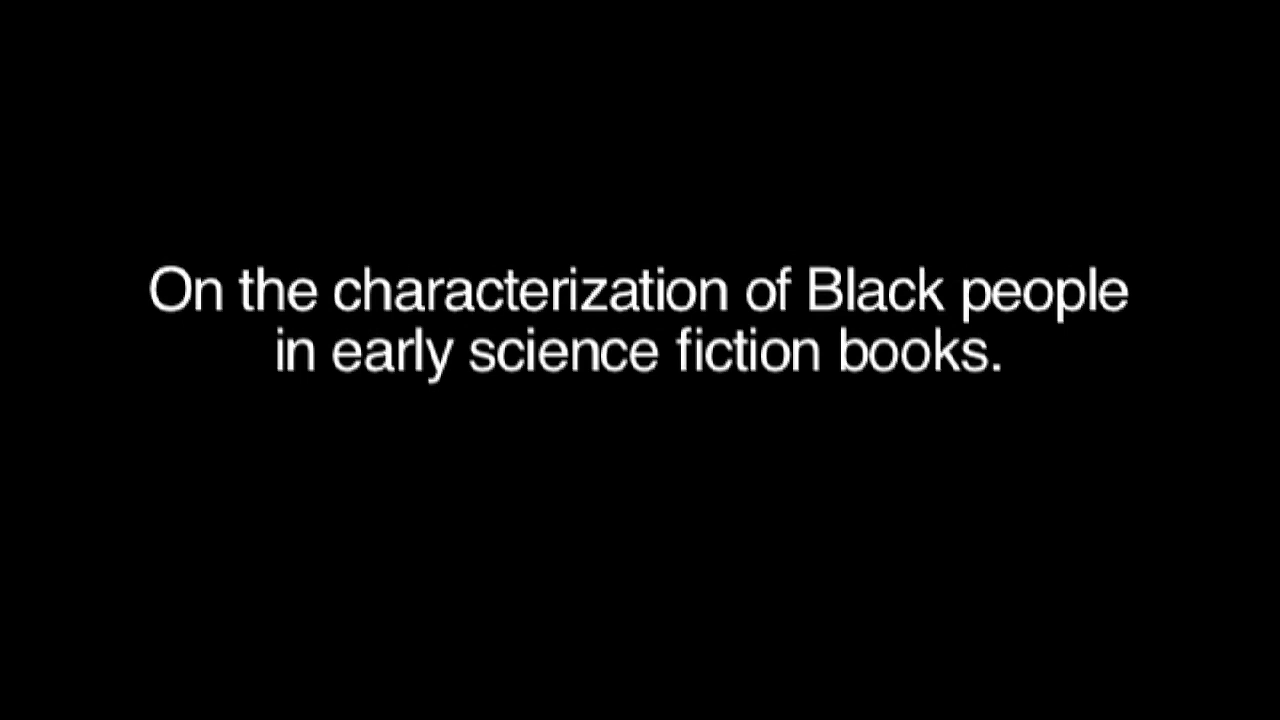 On the characterization of Black people
in early science fiction books.